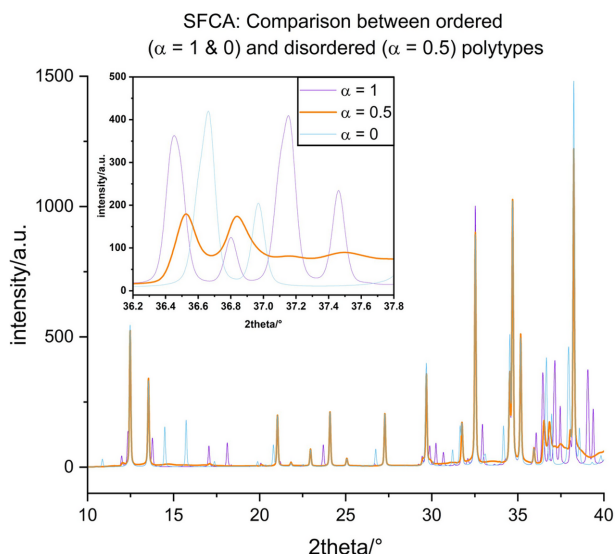 SFCA: Comparison between ordered
(α = 1 & 0) and disordered (α = 0.5) polytypes
1500
1000
500
0
intensity/a.u.
10 15 20 25 30 35 40
2theta/°
500
400
300
200
100
0
intensity/a.u.
36.2 36.4 36.6 36.8 37.0 37.2 37.4 37.6 37.8
2theta/°
α = 1
α = 0.5
α = 0